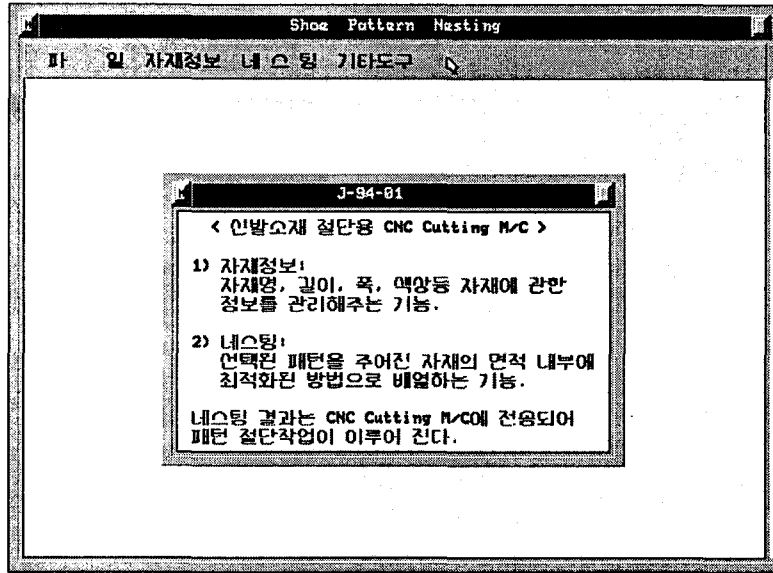 Shoe Pattern Nesting
파 일 자재정보 네 스 팅 기타도구
J-94-01
< 신발소재 절단용 CNC Cutting M/C >
1) 자재정보:
자재명, 길이, 폭, 색상등 자재에 관한
정보를 관리해주는 기능.
2) 네스팅:
선택된 패턴을 주어진 자재의 면적 내부에
최적화된 방법으로 배열하는 기능.
네스팅 결과는 CNC Cutting M/C에 전송되어
패턴 절단작업이 이루어 진다.